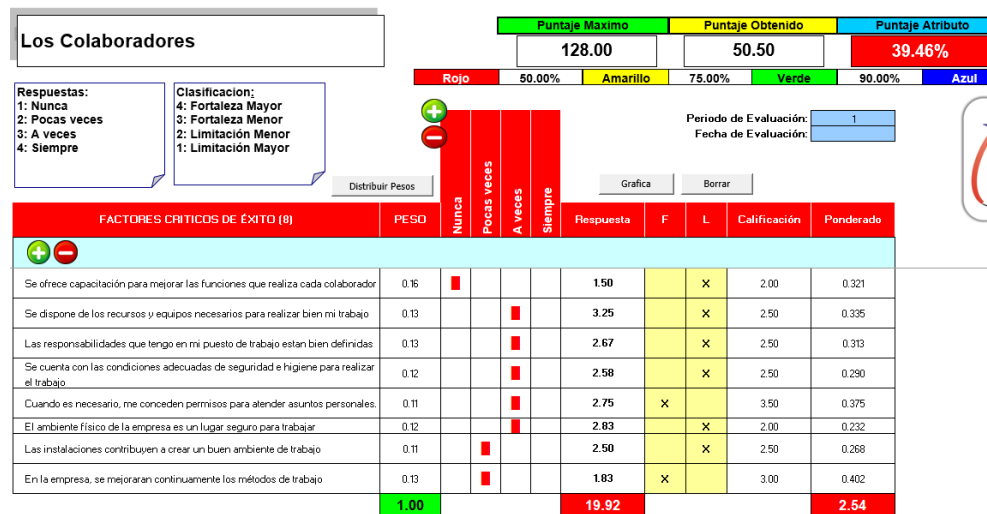 Los Colaboradores
Puntaje Maximo Puntaje Obtenido Puntaje Atributo
128.00 50.50 39.46%
Rojo 50.00% Amarillo 75.00% Verde 90.00% Azul
Respuestas:
1: Nunca
2: Pocas veces
3: A veces
4: Siempre
Clasificacion:
4: Fortaleza Mayor
3: Fortaleza Menor
2: Limitación Menor
1: Limitación Mayor
Periodo de Evaluación: 1
Fecha de Evaluación:
Distribuir Pesos
Grafica
Borrar
FACTORES CRITICOS DE ÉXITO (8) PESO Nunca Pocas veces A veces Siempre Respuesta F L Calificación Ponderado
Se ofrece capacitación para mejorar las funciones que realiza cada colaborador 0.16 1.50 X 2.00 0.321
Se dispone de los recursos y equipos necesarios para realizar bien mi trabajo 0.13 3.25 X 2.50 0.335
Las responsabilidades que tengo en mi puesto de trabajo estan bien definidas 0.13 2.67 X 2.50 0.313
Se cuenta con las condiciones adecuadas de seguridad e higiene para realizar
el trabajo 0.12 2.58 X 2.50 0.290
Cuando es necesario, me conceden permisos para atender asuntos personales. 0.11 2.75 X 3.50 0.375
El ambiente físico de la empresa es un lugar seguro para trabajar 0.12 2.83 X 2.00 0.232
Las instalaciones contribuyen a crear un buen ambiente de trabajo 0.11 2.50 X 2.50 0.268
En la empresa, se mejoraran continuamente los métodos de trabajo 0.13 1.83 X 3.00 0.402
1.00 19.92 2.54